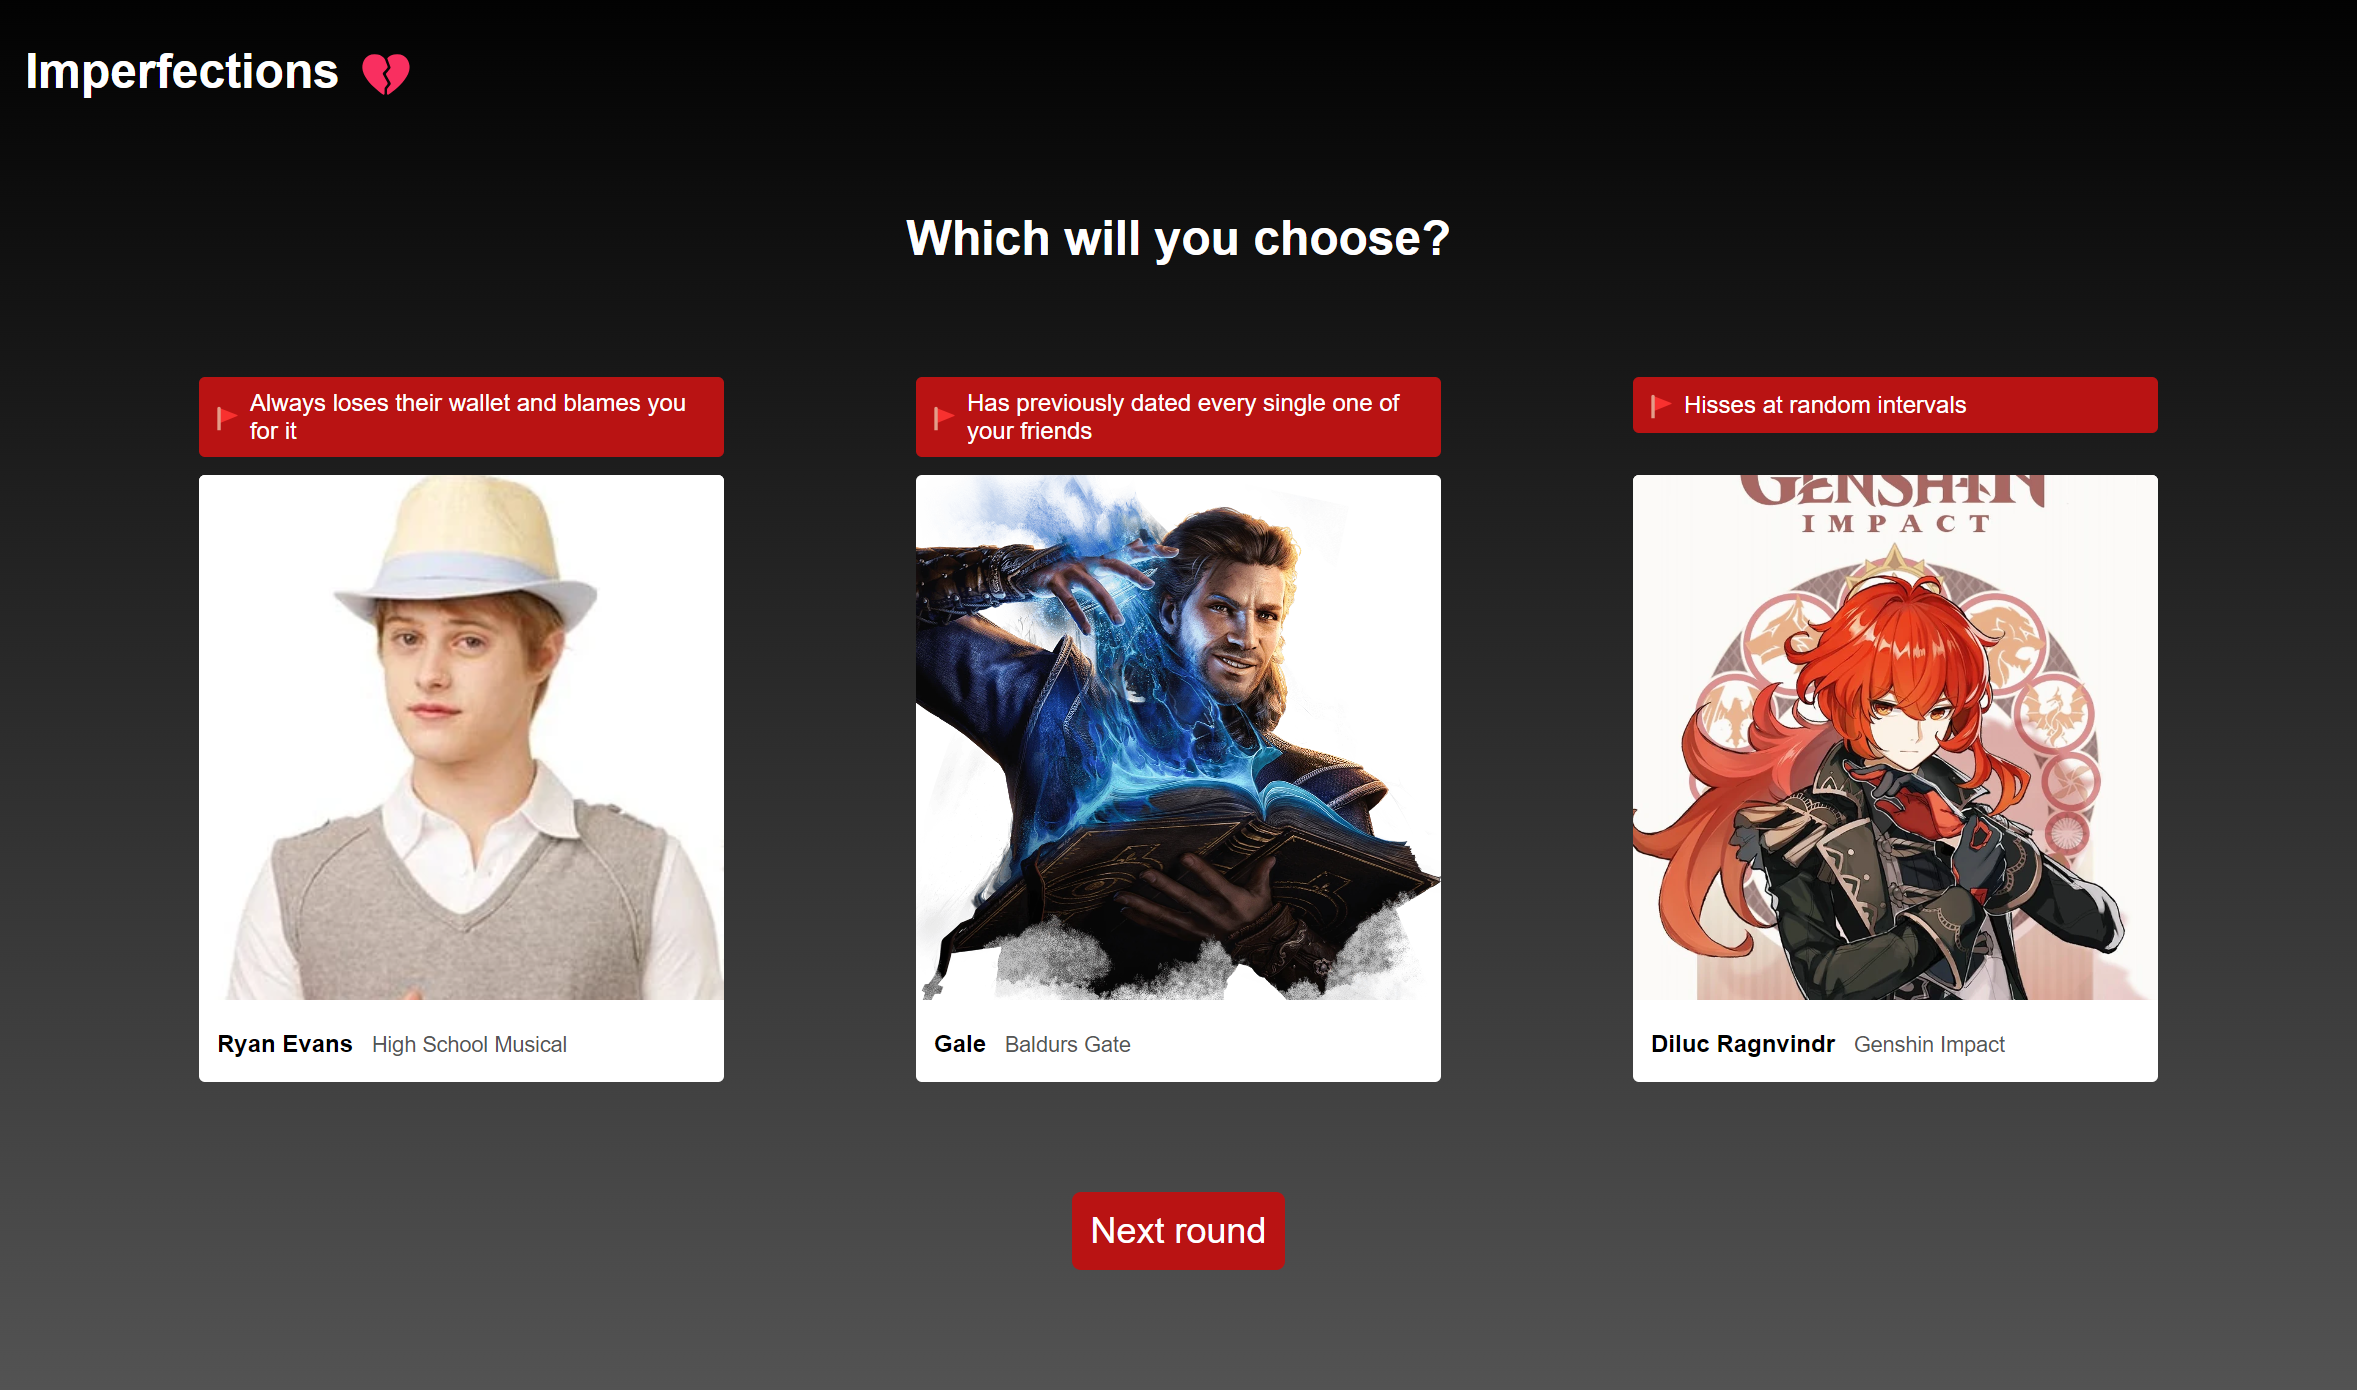 Imperfections
Which will you choose?
Always loses their wallet and blames you
for it
Has previously dated every single one of
your friends
Hisses at random intervals
GENSHIN
IMPACT
Ryan Evans High School Musical
Gale Baldurs Gate
Diluc Ragnvindr Genshin Impact
Next round